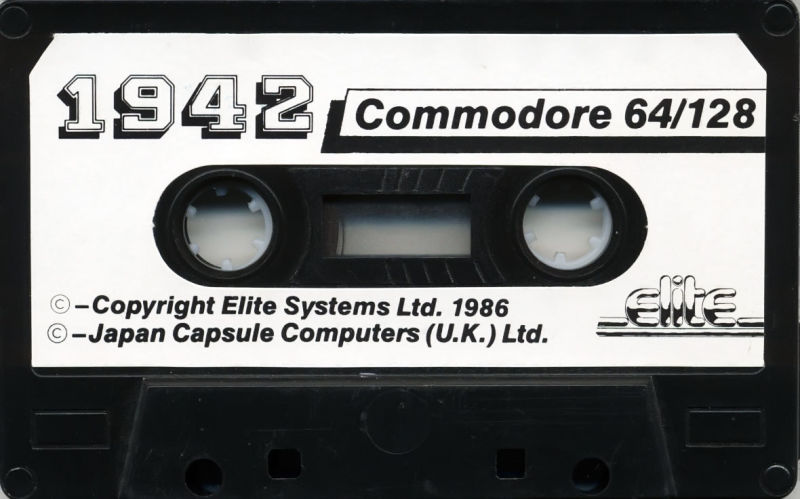 1942
Commodore 64/128
©–Copyright Elite Systems Ltd. 1986
©–Japan Capsule Computers (U.K.) Ltd.
elite